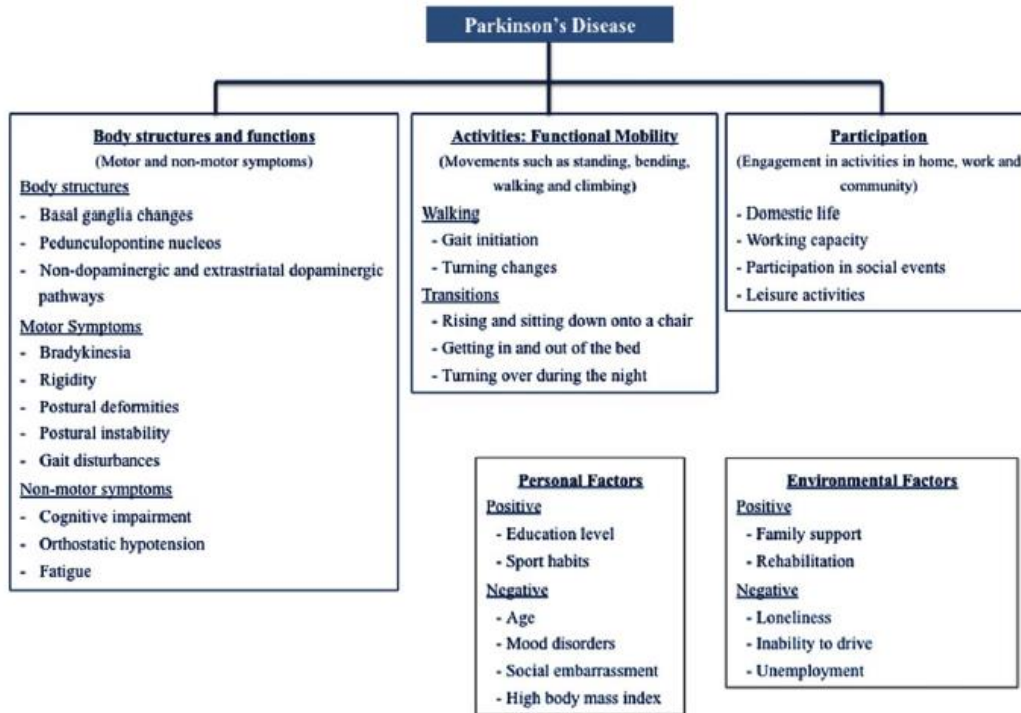 Parkinson's Disease
Body structures and functions
(Motor and non-motor symptoms)
Body structures
- Basal ganglia changes
- Pedunculopontine nucleos
- Non-dopaminergic and extrastriatal dopaminergic
pathways
Motor Symptoms
- Bradykinesia
- Rigidity
- Postural deformities
- Postural instability
- Gait disturbances
Non-motor symptoms
- Cognitive impairment
- Orthostatic hypotension
- Fatigue
Activities: Functional Mobility
(Movements such as standing, bending,
walking and climbing)
Walking
- Gait initiation
- Turning changes
Transitions
- Rising and sitting down onto a chair
- Getting in and out of the bed
- Turning over during the night
Participation
(Engagement in activities in home, work and
community)
- Domestic life
- Working capacity
- Participation in social events
- Leisure activities
Personal Factors
Positive
- Education level
- Sport habits
Negative
- Age
- Mood disorders
- Social embarrassment
- High body mass index
Environmental Factors
Positive
- Family support
- Rehabilitation
Negative
- Loneliness
- Inability to drive
- Unemployment